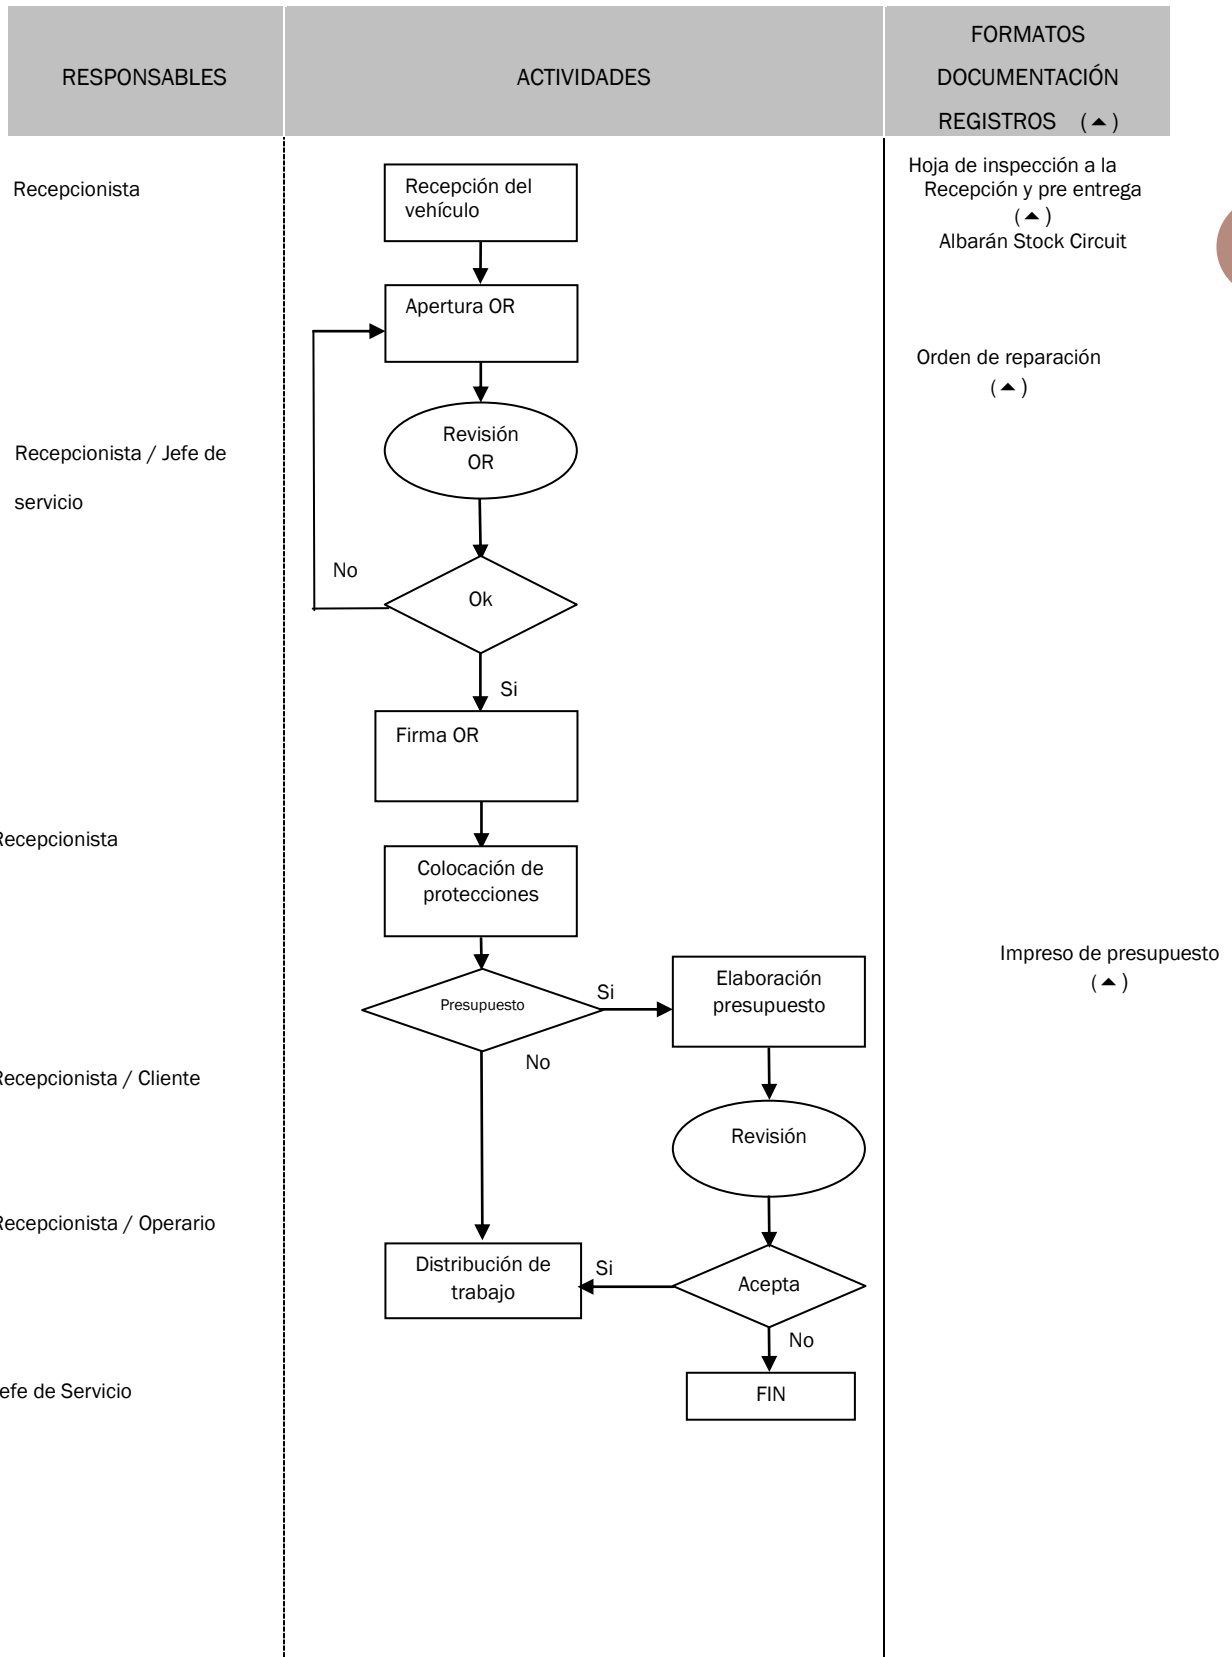 RESPONSABLES
ACTIVIDADES
FORMATOS
DOCUMENTACIÓN
REGISTROS (▲)
Recepcionista
Recepción del
vehículo
Hoja de inspección a la
Recepción y pre entrega
(▲)
Albarán Stock Circuit
Apertura OR
Orden de reparación
(▲)
Recepcionista / Jefe de
servicio
Revisión
OR
No
Ok
Si
Firma OR
Recepcionista
Colocación de
protecciones
Impreso de presupuesto
(▲)
Presupuesto
Si
Elaboración
presupuesto
No
Recepcionista / Cliente
Revisión
Recepcionista / Operario
Distribución de
trabajo
Si
Acepta
No
efe de Servicio
FIN